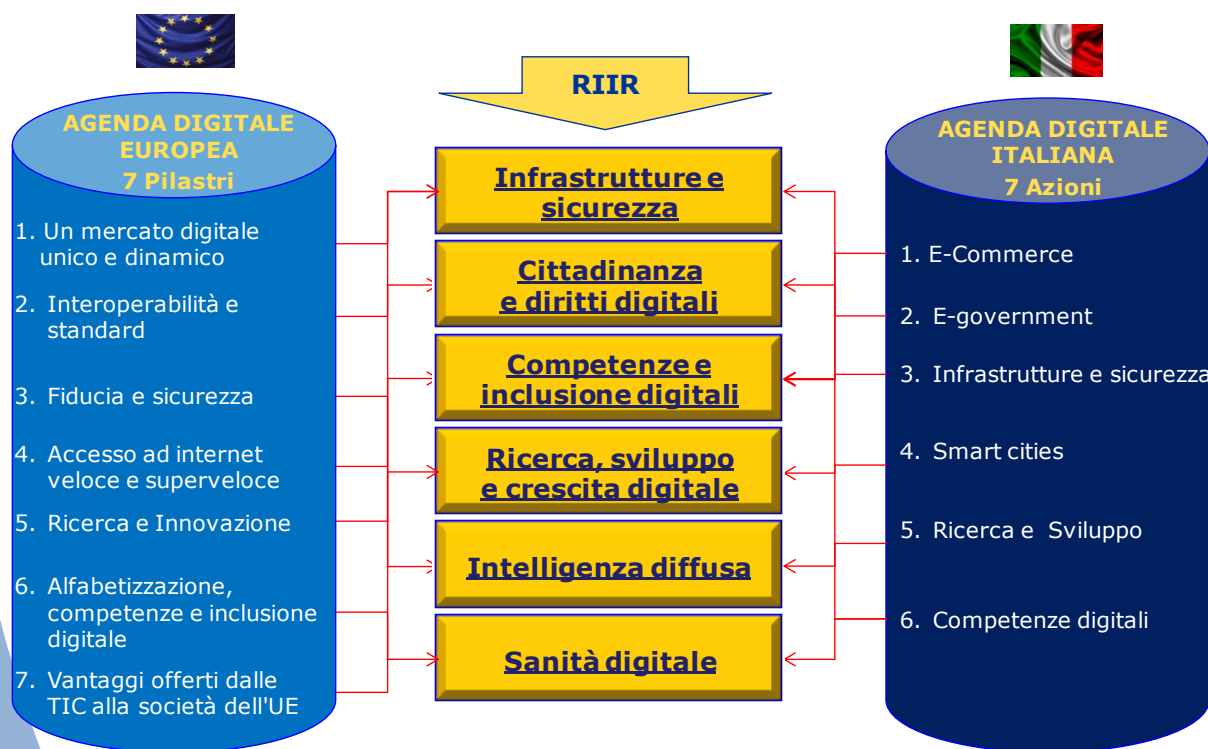 AGENDA DIGITALE
EUROPEA
7 Pilastri
1. Un mercato digitale
unico e dinamico
2. Interoperabilità e
standard
3. Fiducia e sicurezza
4. Accesso ad internet
veloce e superveloce
5. Ricerca e Innovazione
6. Alfabetizzazione,
competenze e inclusione
digitale
7. Vantaggi offerti dalle
TIC alla società dell'UE
RIIR
Infrastrutture e
sicurezza
Cittadinanza
e diritti digitali
Competenze e
inclusione digitali
Ricerca, sviluppo
e crescita digitale
Intelligenza diffusa
Sanità digitale
AGENDA DIGITALE
ITALIANA
7 Azioni
1. E-Commerce
2. E-government
3. Infrastrutture e sicurezza
4. Smart cities
5. Ricerca e Sviluppo
6. Competenze digitali